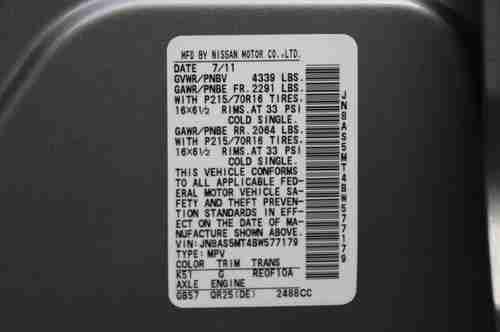 MFD BY NISSAN MOTOR CO.,LTD.
DATE 7/11
GVWR/PNBV 4339 LBS.
GAWR/PNBE FR.2291 LBS.
WITH P215/70R16 TIRES.
16X6½ RIMS.AT 33 PSI
COLD SINGLE.
GAWR/PNBE RR.2064 LBS.
WITH P215/70R16 TIRES.
16X6½ RIMS.AT 33 PSI
COLD SINGLE.
THIS VEHICLE CONFORMS
TO ALL APPLICABLE FED-
ERAL MOTOR VEHICLE SA-
FETY AND THEFT PREVEN-
TION STANDARDS IN EFF-
ECT ON THE DATE OF MA-
NUFACTURE SHOWN ABOVE.
VIN:JN8AS5MT4BW577179
TYPE:MPV
COLOR TRIM TRANS
K51 G RE0F10A
AXLE ENGINE
GB57 QR25(DE) 2488CC
JN8AS5MT4BW577179